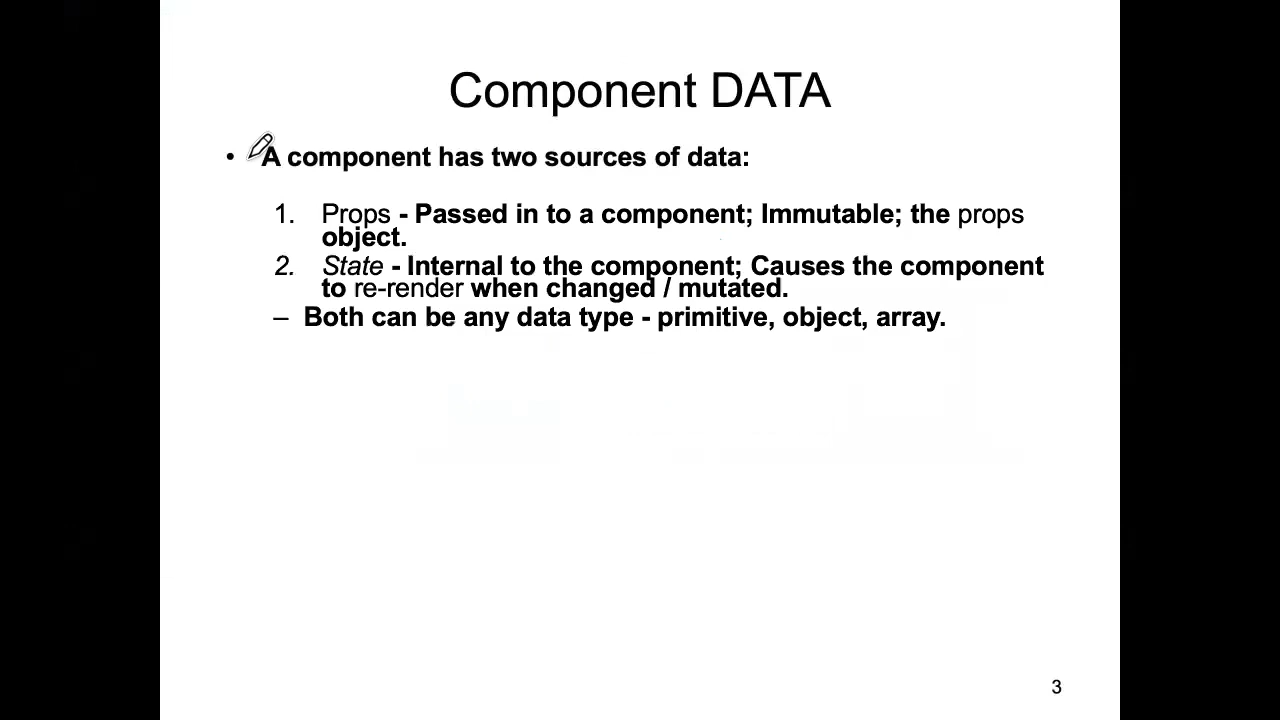 Component DATA
• A component has two sources of data:
1. Props - Passed in to a component; Immutable; the props
object.
2. State - Internal to the component; Causes the component
to re-render when changed / mutated.
– Both can be any data type - primitive, object, array.
3